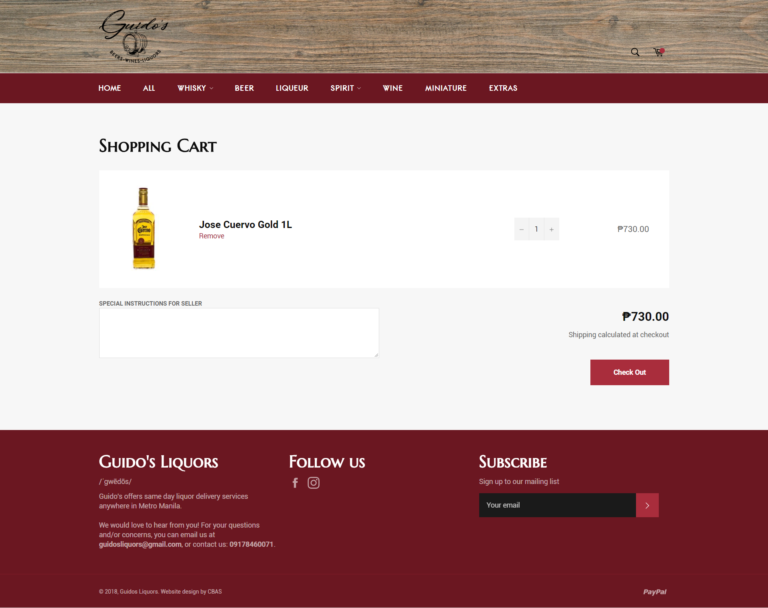 Guido's
BEERS·WINES·LIQUORS
HOME ALL WHISKY BEER LIQUEUR SPIRIT WINE MINIATURE EXTRAS
Shopping Cart
Jose Cuervo Gold 1L
Remove
− 1 +
₱730.00
SPECIAL INSTRUCTIONS FOR SELLER
₱730.00
Shipping calculated at checkout
Check Out
Guido's Liquors
/ˈgwēdōs/
Guido's offers same day liquor delivery services
anywhere in Metro Manila.
We would love to hear from you! For your questions
and/or concerns, you can email us at
guidosliquors@gmail.com, or contact us: 09178460071.
Follow us
Subscribe
Sign up to our mailing list
Your email
© 2018, Guidos Liquors. Website design by CBAS
PayPal